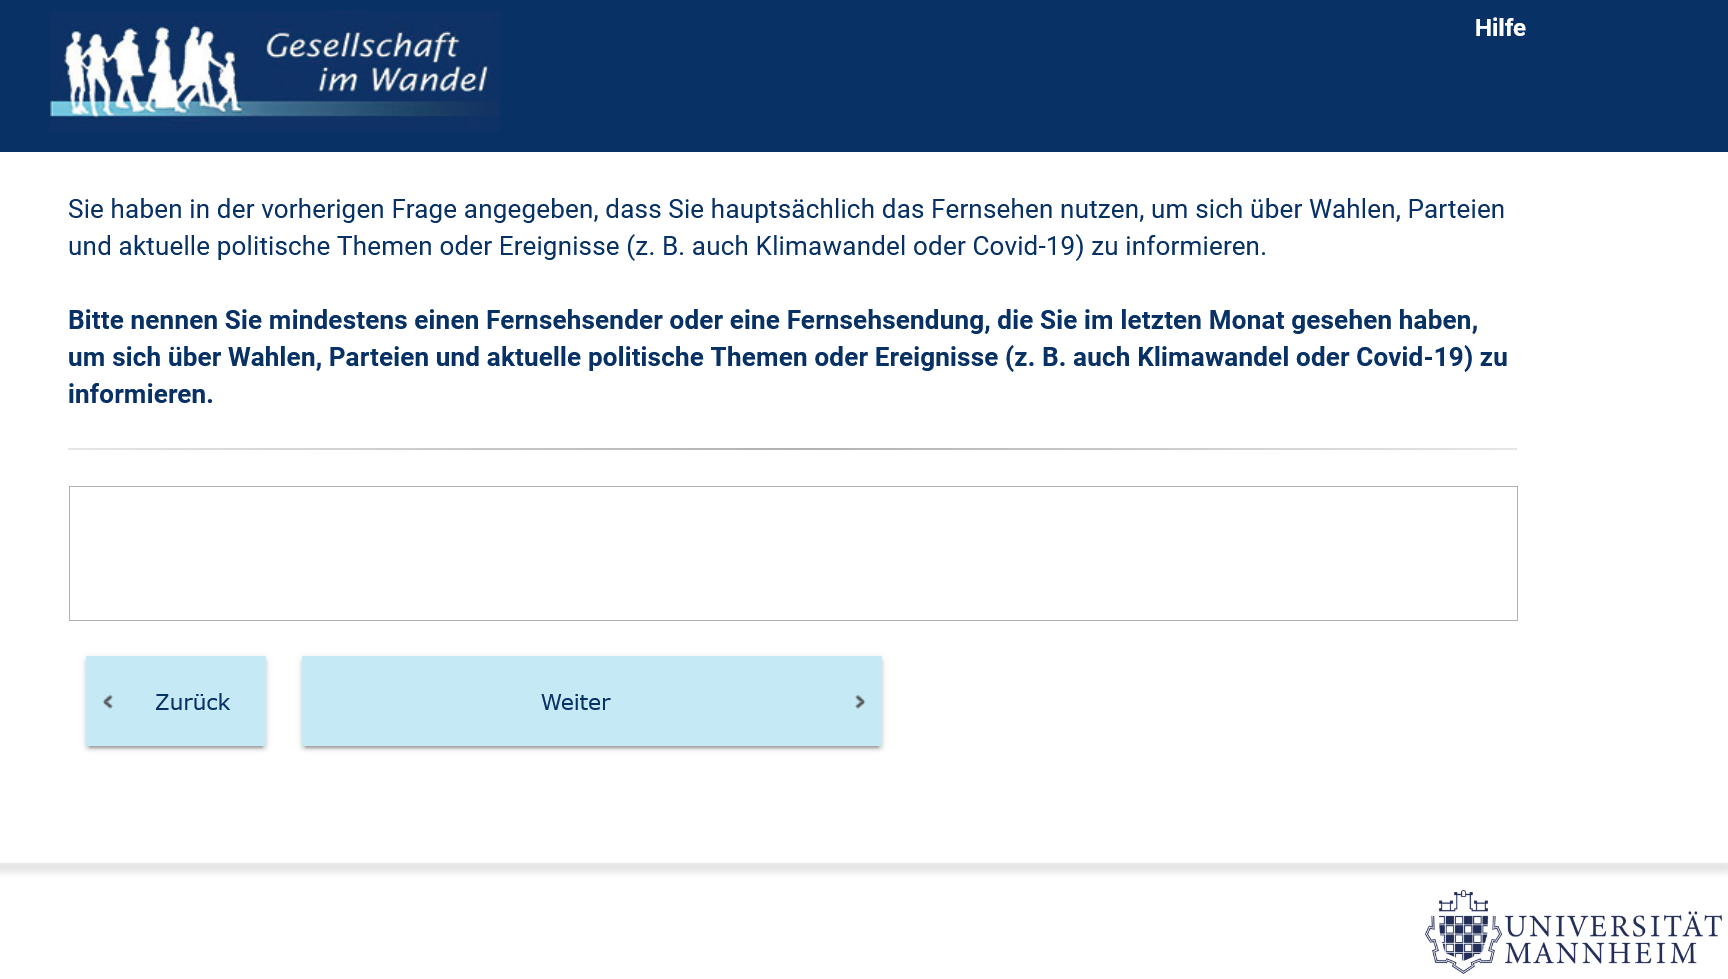 Gesellschaft
im Wandel
Hilfe
Sie haben in der vorherigen Frage angegeben, dass Sie hauptsächlich das Fernsehen nutzen, um sich über Wahlen, Parteien
und aktuelle politische Themen oder Ereignisse (z. B. auch Klimawandel oder Covid-19) zu informieren.
Bitte nennen Sie mindestens einen Fernsehsender oder eine Fernsehsendung, die Sie im letzten Monat gesehen haben,
um sich über Wahlen, Parteien und aktuelle politische Themen oder Ereignisse (z. B. auch Klimawandel oder Covid-19) zu
informieren.
Zurück
Weiter
UNIVERSITÄT
MANNHEIM